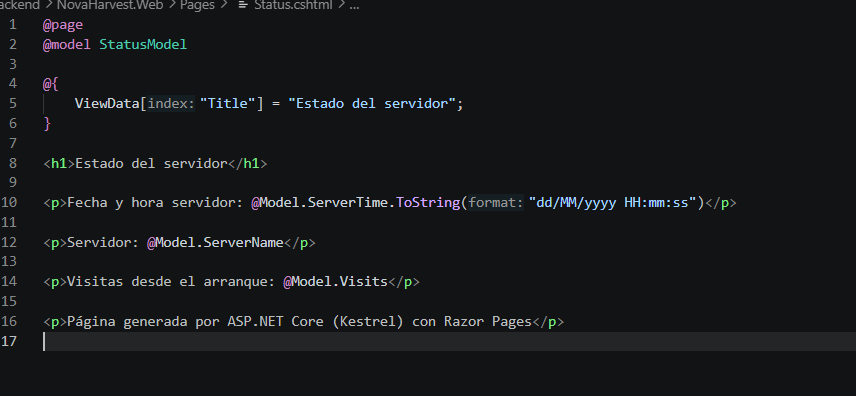 ackend > NovaHarvest.Web > Pages > Status.cshtml > ...
1 @page
2 @model StatusModel
3
4 @{
5     ViewData[index: "Title"] = "Estado del servidor";
6 }
7
8 <h1>Estado del servidor</h1>
9
10 <p>Fecha y hora servidor: @Model.ServerTime.ToString(format: "dd/MM/yyyy HH:mm:ss")</p>
11
12 <p>Servidor: @Model.ServerName</p>
13
14 <p>Visitas desde el arranque: @Model.Visits</p>
15
16 <p>Página generada por ASP.NET Core (Kestrel) con Razor Pages</p>
17